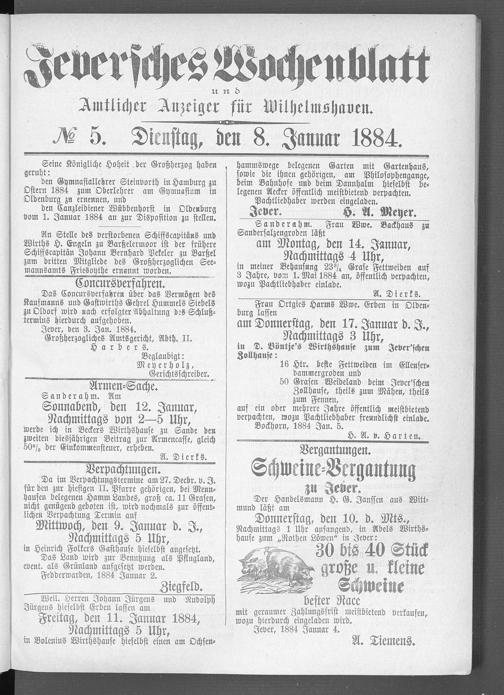 Jeversches Wochenblatt
und
Amtlicher Anzeiger für Wilhelmshaven.
№ 5. Dienstag, den 8. Januar 1884.
Seine Königliche Hoheit der Großherzog haben
geruht:
den Gymnasiallehrer Steinvorth in Hamburg zu
Ostern 1884 zum Oberlehrer am Gymnasium in
Oldenburg zu ernennen, und
den Canzleidiener Wübbenhorst in Oldenburg
vom 1. Januar 1884 an zur Disposition zu stellen.
An Stelle des verstorbenen Schiffscapitäns und
Wirths H. Engeln zu Barßelermoor ist der frühere
Schiffscapitän Johann Bernhard Pekeler zu Barßel
zum dritten Mitgliede des Großherzoglichen See-
mannsamts Friesoythe ernannt worden.
Concursverfahren.
Das Concursverfahren über das Vermögen des
Kaufmanns und Gastwirths Gehrel Hummels Siebels
zu Oldorf wird nach erfolgter Abhaltung des Schluß-
termins hierdurch aufgehoben.
Jever, den 3. Jan. 1884.
Großherzogliches Amtsgericht, Abth. II.
Harbers.
Beglaubigt:
Meyerholz,
Gerichtsschreiber.
Armen-Sache.
Sanderahm. Am
Sonnabend, den 12. Januar,
Nachmittags von 2—5 Uhr,
werde ich in Beckers Wirthshause zu Sande den
zweiten diesjährigen Beitrag zur Armencasse, gleich
50% der Einkommensteuer, erheben.
A. Dierks.
Verpachtungen.
Da im Verpachtungstermine am 27. Decbr. v. J.
für den zur hiesigen II. Pfarre gehörigen, bei Menn-
hausen belegenen Hamm Landes, groß ca. 11 Grasen,
nicht genügend geboten ist, wird nochmals zur öffent-
lichen Verpachtung Termin auf
Mittwoch, den 9. Januar d. J.,
Nachmittags 5 Uhr,
in Heinrich Folkers Gasthause hieselbst angesetzt.
Das Land wird zur Benutzung als Pflugland,
event. als Grünland ausgesetzt werden.
Fedderwarden, 1884 Januar 2.
Ziegfeld.
Weil. Herren Johann Jürgens und Rudolph
Jürgens hieselbst Erben lassen am
Freitag, den 11. Januar 1884,
Nachmittags 5 Uhr,
in Bolenius Wirthshause hieselbst einen am Ochsen-
hammswege belegenen Garten mit Gartenhaus,
sowie die ihnen gehörigen, am Philosophengange,
beim Bahnhofe und beim Dannhalm hieselbst be-
legenen Aecker öffentlich meistbietend verpachten.
Pachtliebhaber werden eingeladen.
Jever. H. A. Meyer.
Sanderahm. Frau Wwe. Backhaus zu
Sandersalzengroden läßt
am Montag, den 14. Januar,
Nachmittags 4 Uhr,
in meiner Behausung 23¾ Grase Fettweiden auf
3 Jahre, vom 1. Mai 1884 an, öffentlich verpachten,
wozu Pachtliebhaber einlade.
A. Dierks.
Frau Ortgies Harms Wwe. Erben in Olden-
burg lassen
am Donnerstag, den 17. Januar d. J.,
Nachmittags 3 Uhr,
in D. Löntje's Wirthshause zum Jever'schen
Zollhause:
16 Htr. beste Fettweiden im Ellenser-
dammergroden und
50 Grasen Weideland beim Jever'schen
Zollhause, theils zum Mähen, theils
zum Fennen,
auf ein oder mehrere Jahre öffentlich meistbietend
verpachten, wozu Pachtliebhaber freundlichst einlade.
Bockhorn, 1884 Jan. 5.
H. A. v. Harten.
Vergantungen.
Schweine-Vergantung
zu Jever.
Der Handelsmann H. G. Janssen aus Witt-
mund läßt am
Donnerstag, den 10. d. Mts.,
Nachmittags 1 Uhr anfangend, in Abels Wirths-
hause zum „Rothen Löwen“ in Jever:
30 bis 40 Stück
große u. kleine
Schweine
bester Race
mit geraumer Zahlungsfrist meistbietend verkaufen,
wozu hierdurch eingeladen wird.
Jever, 1884 Januar 4.
A. Tiemens.